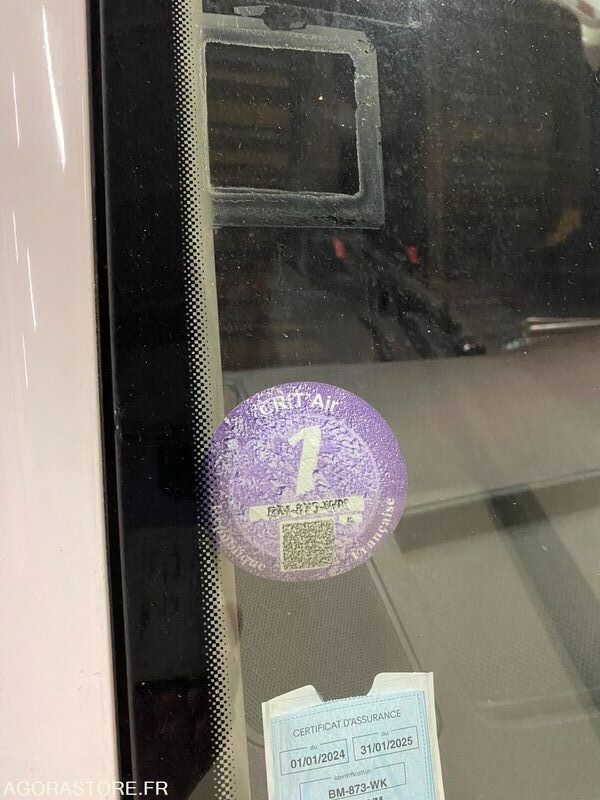 CRIT'Air
1
BM-873-WK
République Française
CERTIFICAT D'ASSURANCE
du
01/01/2024
au
31/01/2025
Identification
BM-873-WK
AGORASTORE.FR